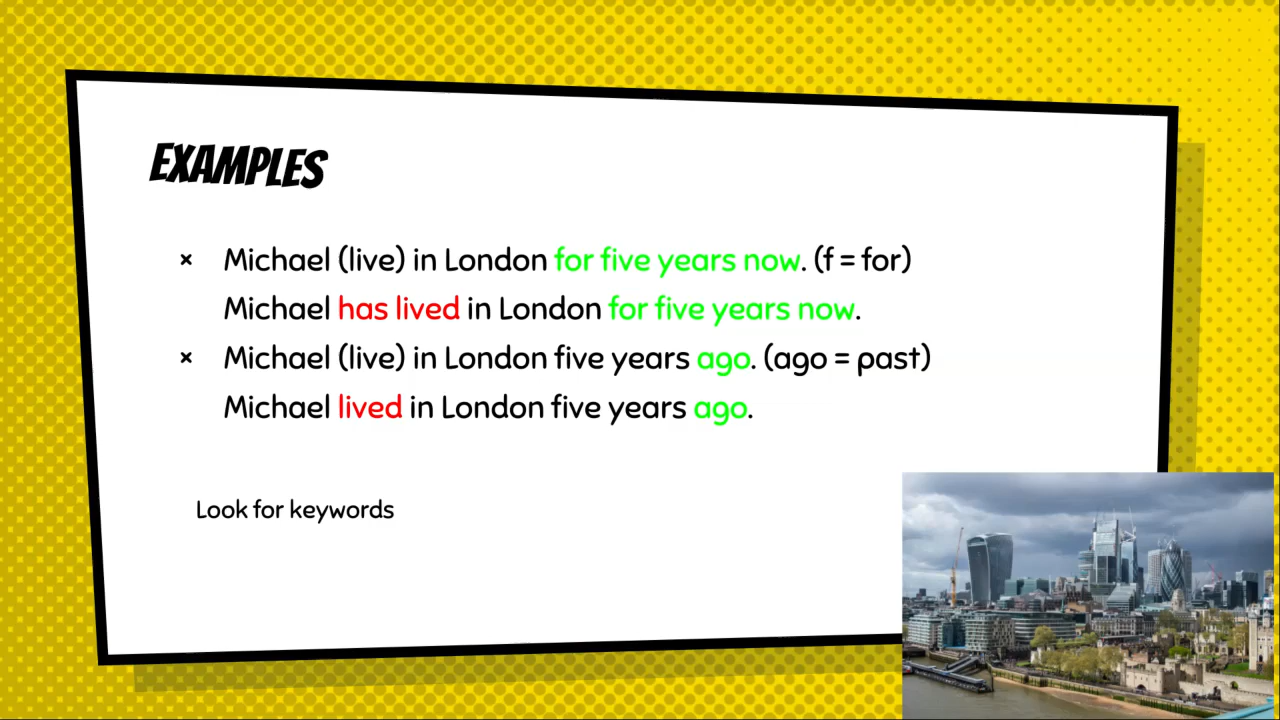 EXAMPLES
× Michael (live) in London for five years now. (f = for)
Michael has lived in London for five years now.
× Michael (live) in London five years ago. (ago = past)
Michael lived in London five years ago.
Look for keywords